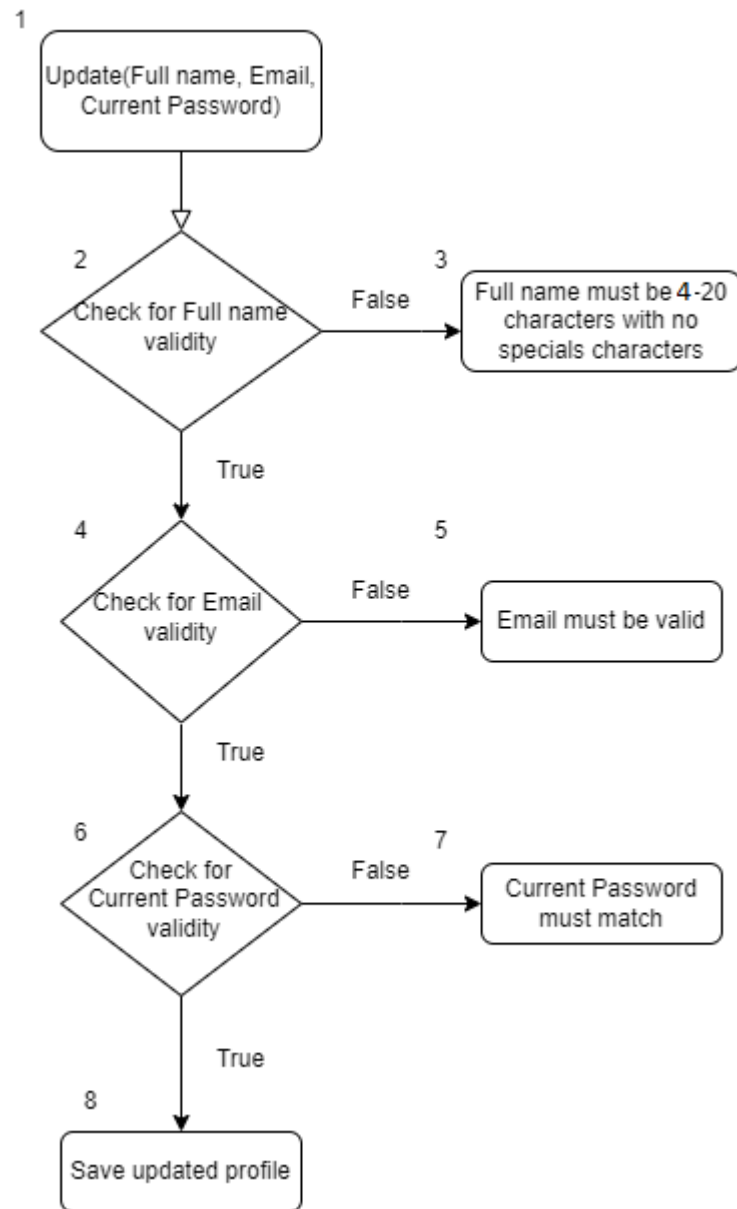 1
Update(Full name, Email,
Current Password)
2
Check for Full name
validity
False
3
Full name must be 4-20
characters with no
specials characters
True
4
Check for Email
validity
False
5
Email must be valid
True
6
Check for
Current Password
validity
False
7
Current Password
must match
True
8
Save updated profile